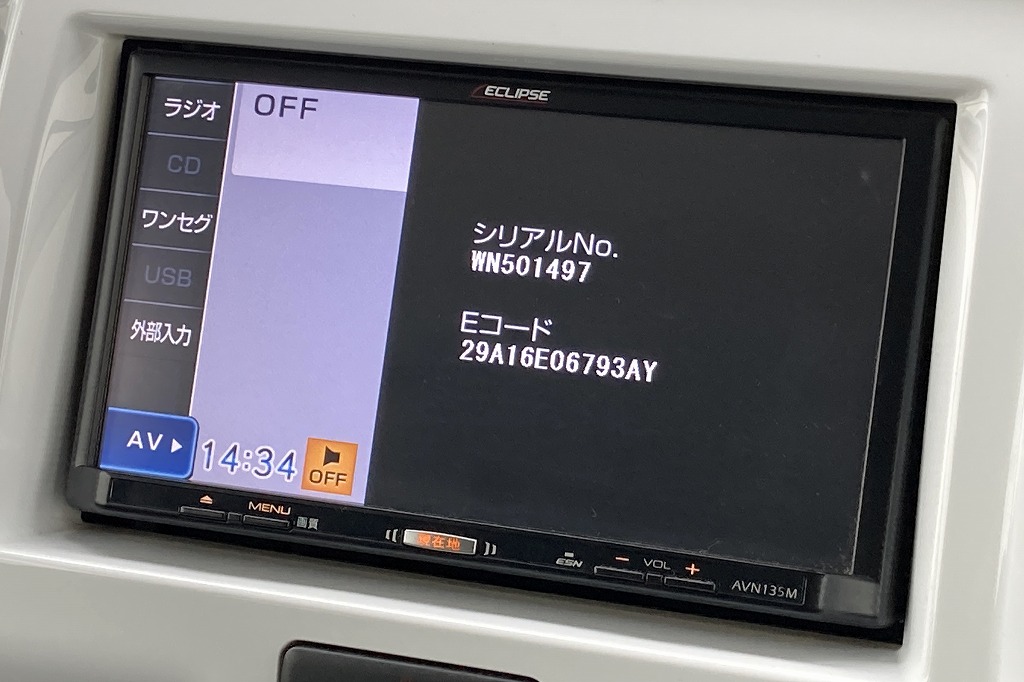 ECLIPSE
ラジオ
CD
ワンセグ
USB
外部入力
AV
OFF
14:34
OFF
シリアルNo.
WN501497
Eコード
29A16E06793AY
MENU
画質
現在地
ESN
− VOL +
AVN135M